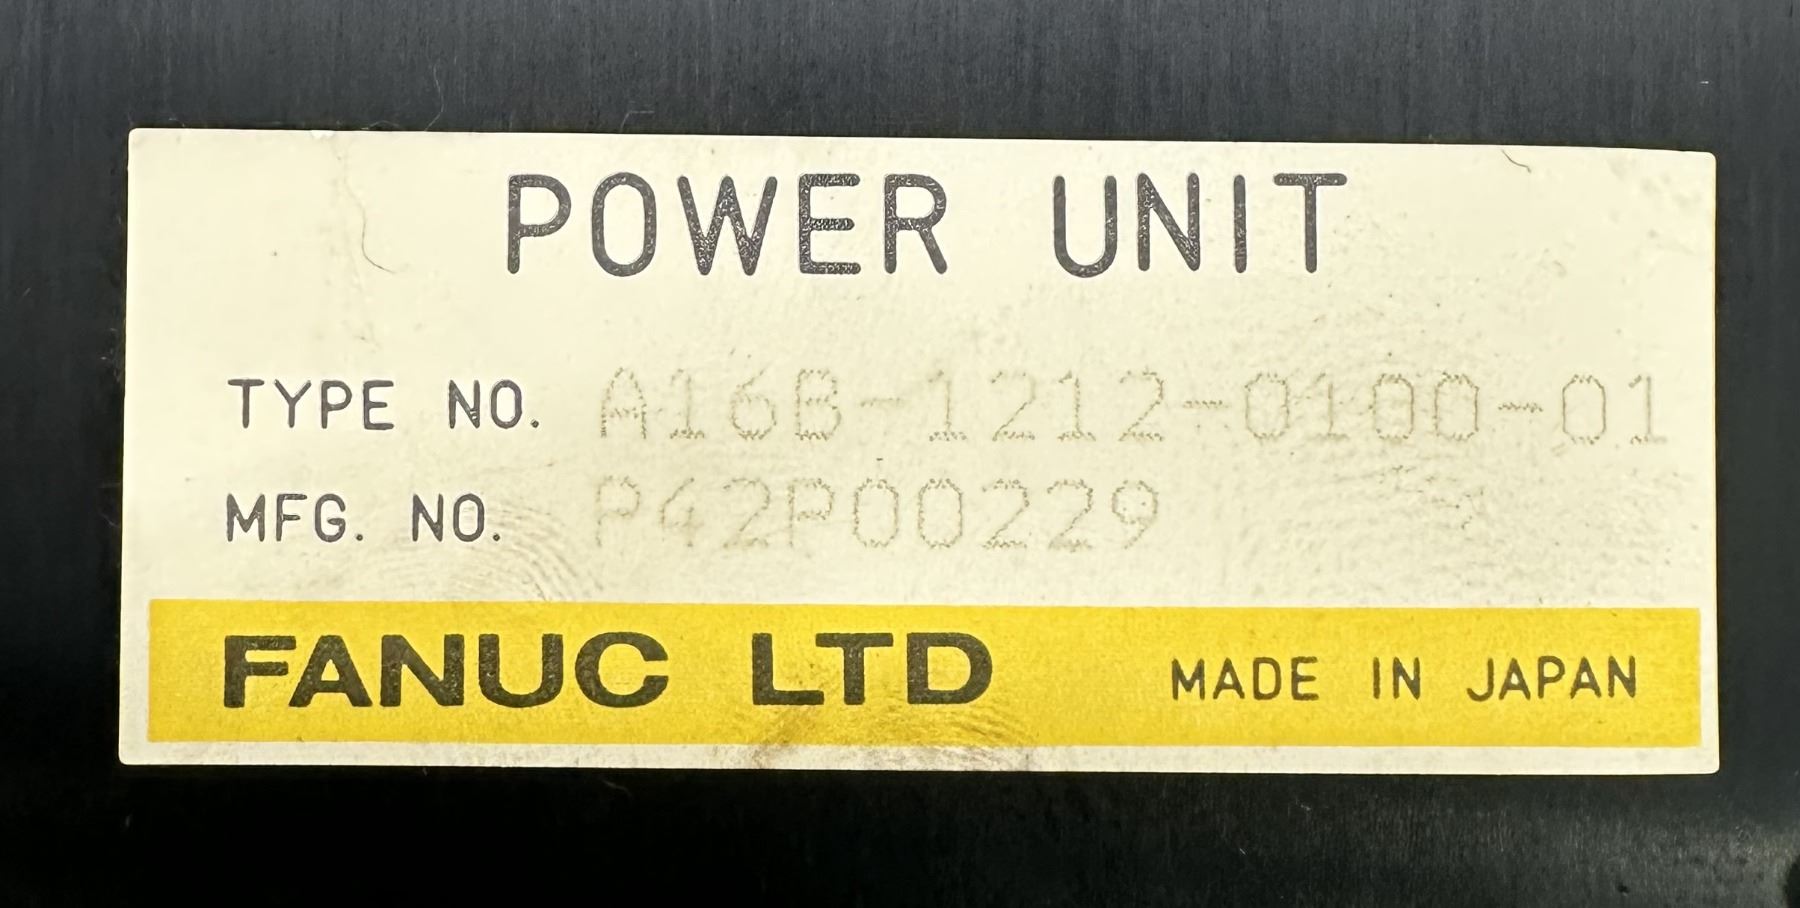 POWER UNIT
TYPE NO. A16B-1212-0100-01
MFG. NO. P42P00229
FANUC LTD MADE IN JAPAN